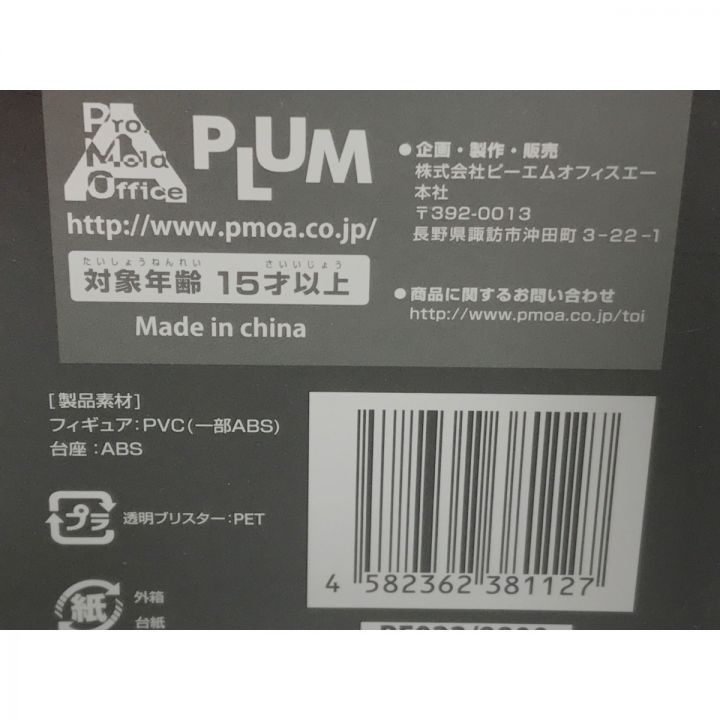 Pro.
Mold
Office
PLUM
http://www.pmoa.co.jp/
たいしょうねんれい さいいじょう
対象年齢 15才以上
Made in china
●企画・製作・販売
株式会社ピーエムオフィスエー
本社
〒392-0013
長野県諏訪市沖田町3-22-1
●商品に関するお問い合わせ
http://www.pmoa.co.jp/toi
[製品素材]
フィギュア:PVC(一部ABS)
台座:ABS
プラ 透明ブリスター:PET
紙 外箱
台紙
4 582362 381127